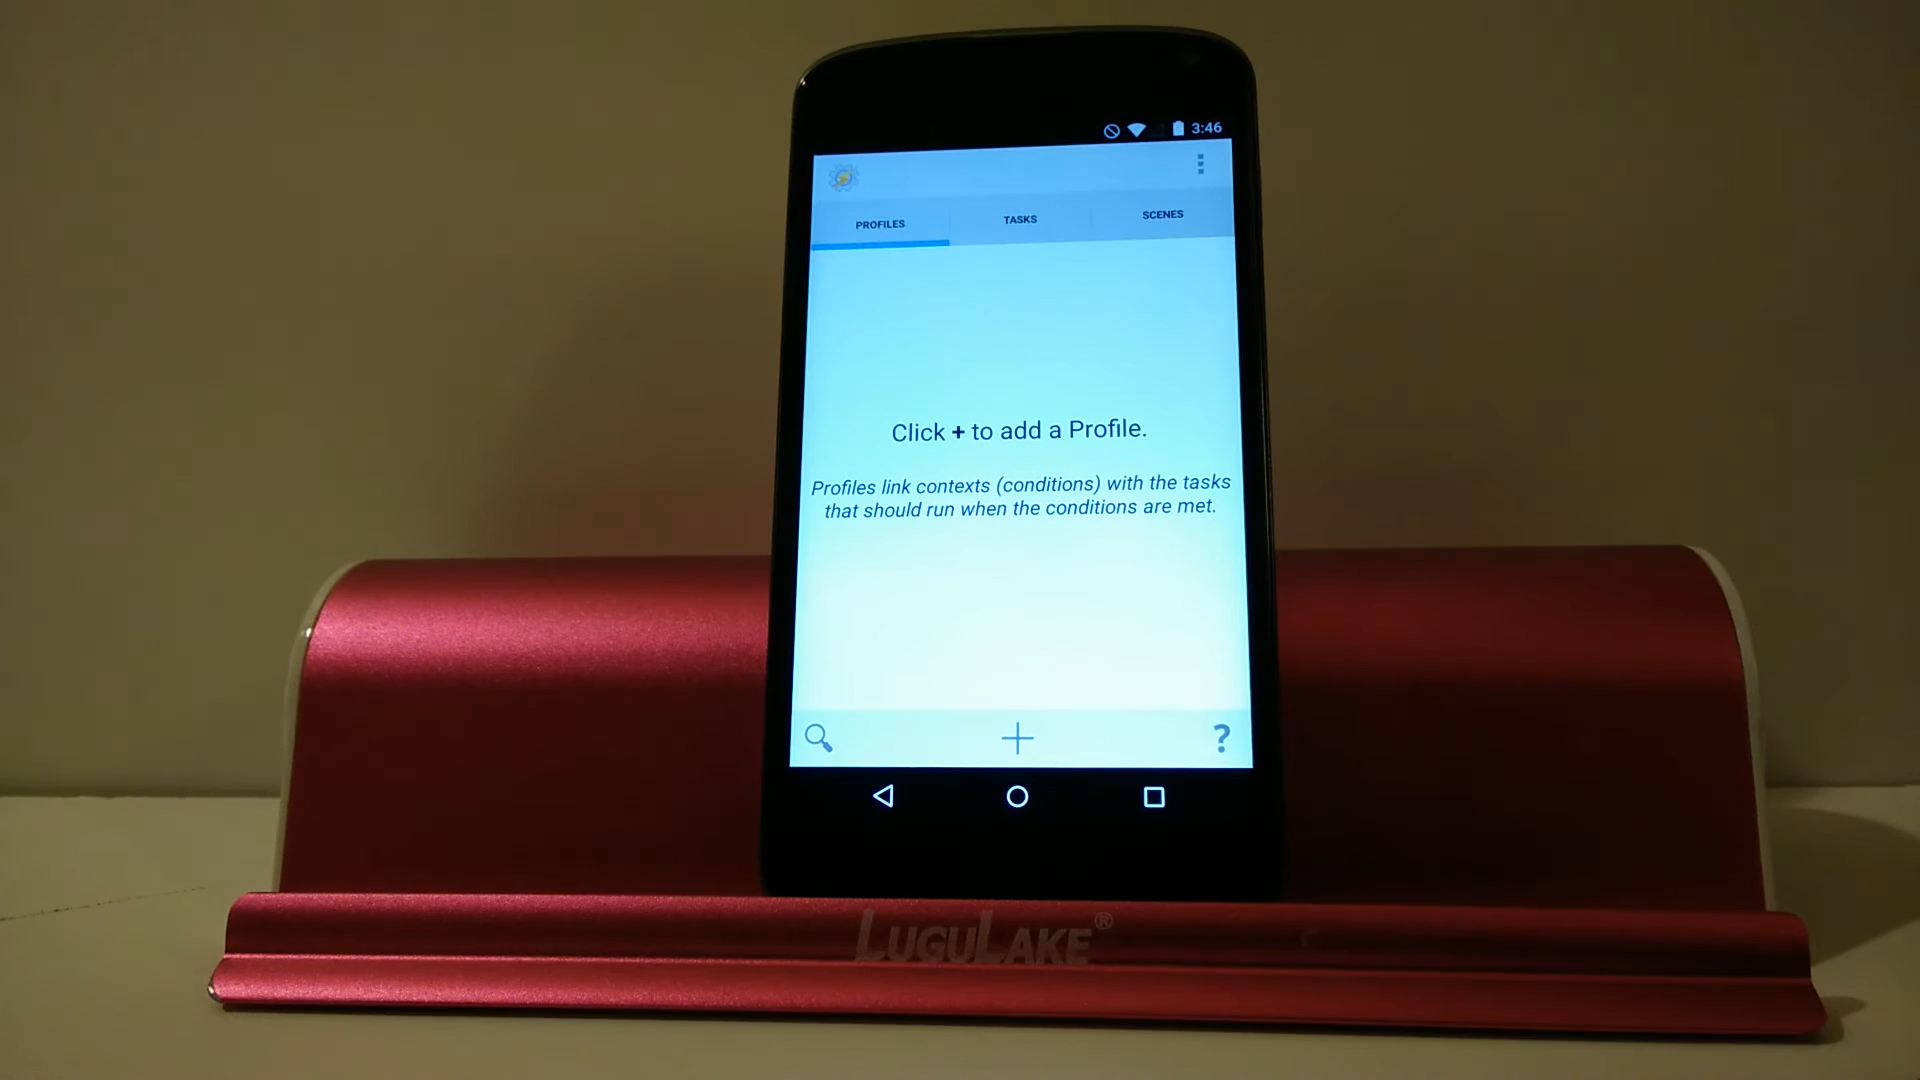 3:46
PROFILES TASKS SCENES
Click + to add a Profile.
Profiles link contexts (conditions) with the tasks
that should run when the conditions are met.
?
LUGULAKE®